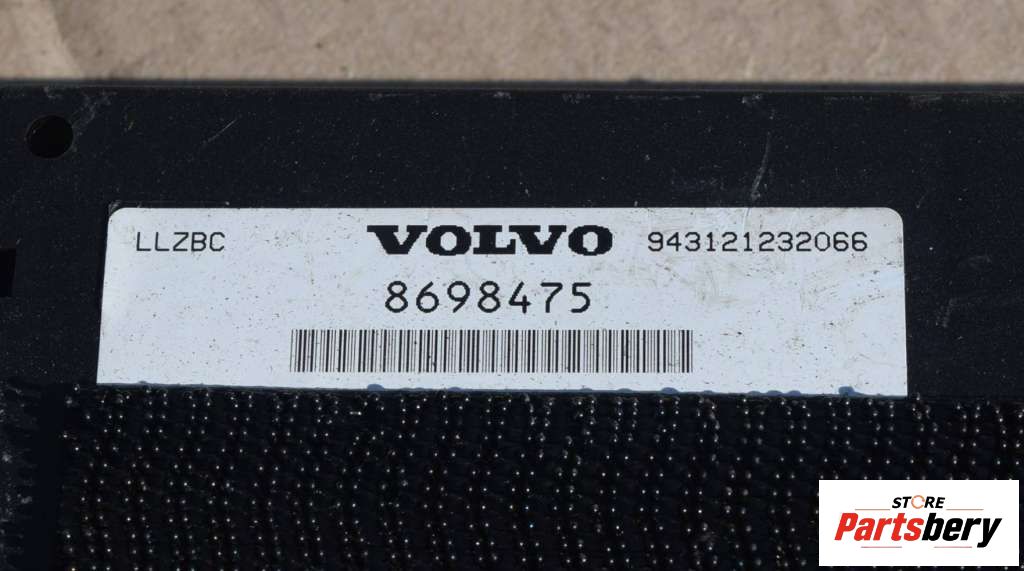 LLZBC VOLVO 943121232066
8698475
STORE
Partsbery